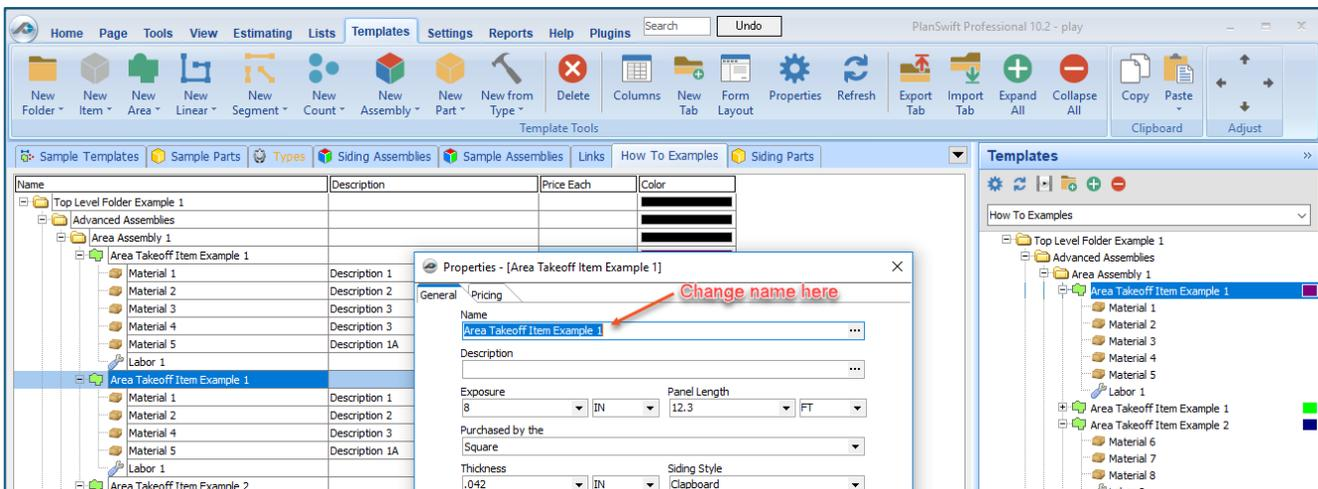 Home Page Tools View Estimating Lists Templates Settings Reports Help Plugins Search Undo PlanSwift Professional 10.2 - play
New Folder New Item New Area New Linear New Segment New Count New Assembly New Part New from Type Delete Columns New Tab Form Layout Properties Refresh Export Tab Import Tab Expand All Collapse All Copy Paste
Template Tools Clipboard Adjust
Sample Templates Sample Parts Types Siding Assemblies Sample Assemblies Links How To Examples Siding Parts
Name Description Price Each Color
Top Level Folder Example 1
Advanced Assemblies
Area Assembly 1
Area Takeoff Item Example 1
Material 1 Description 1
Material 2 Description 2
Material 3 Description 3
Material 4 Description 3
Material 5 Description 1A
Labor 1
Area Takeoff Item Example 1
Material 1 Description 1
Material 2 Description 2
Material 4 Description 3
Material 5 Description 1A
Labor 1
Area Takeoff Item Example 2
Properties - [Area Takeoff Item Example 1]
General Pricing
Change name here
Name
Area Takeoff Item Example 1
Description
Exposure Panel Length
8 IN 12.3 FT
Purchased by the
Square
Thickness Siding Style
.042 IN Clapboard
Templates
How To Examples
Top Level Folder Example 1
Advanced Assemblies
Area Assembly 1
Area Takeoff Item Example 1
Material 1
Material 2
Material 3
Material 4
Material 5
Labor 1
Area Takeoff Item Example 1
Area Takeoff Item Example 2
Material 6
Material 7
Material 8